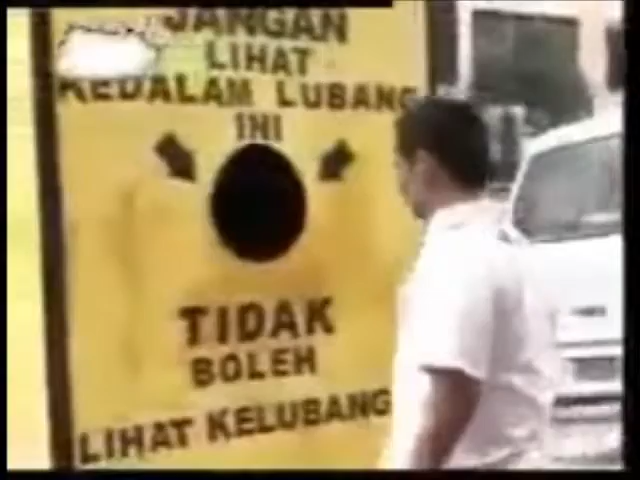 JANGAN
LIHAT
KEDALAM LUBANG
INI
TIDAK
BOLEH
LIHAT KELUBANG